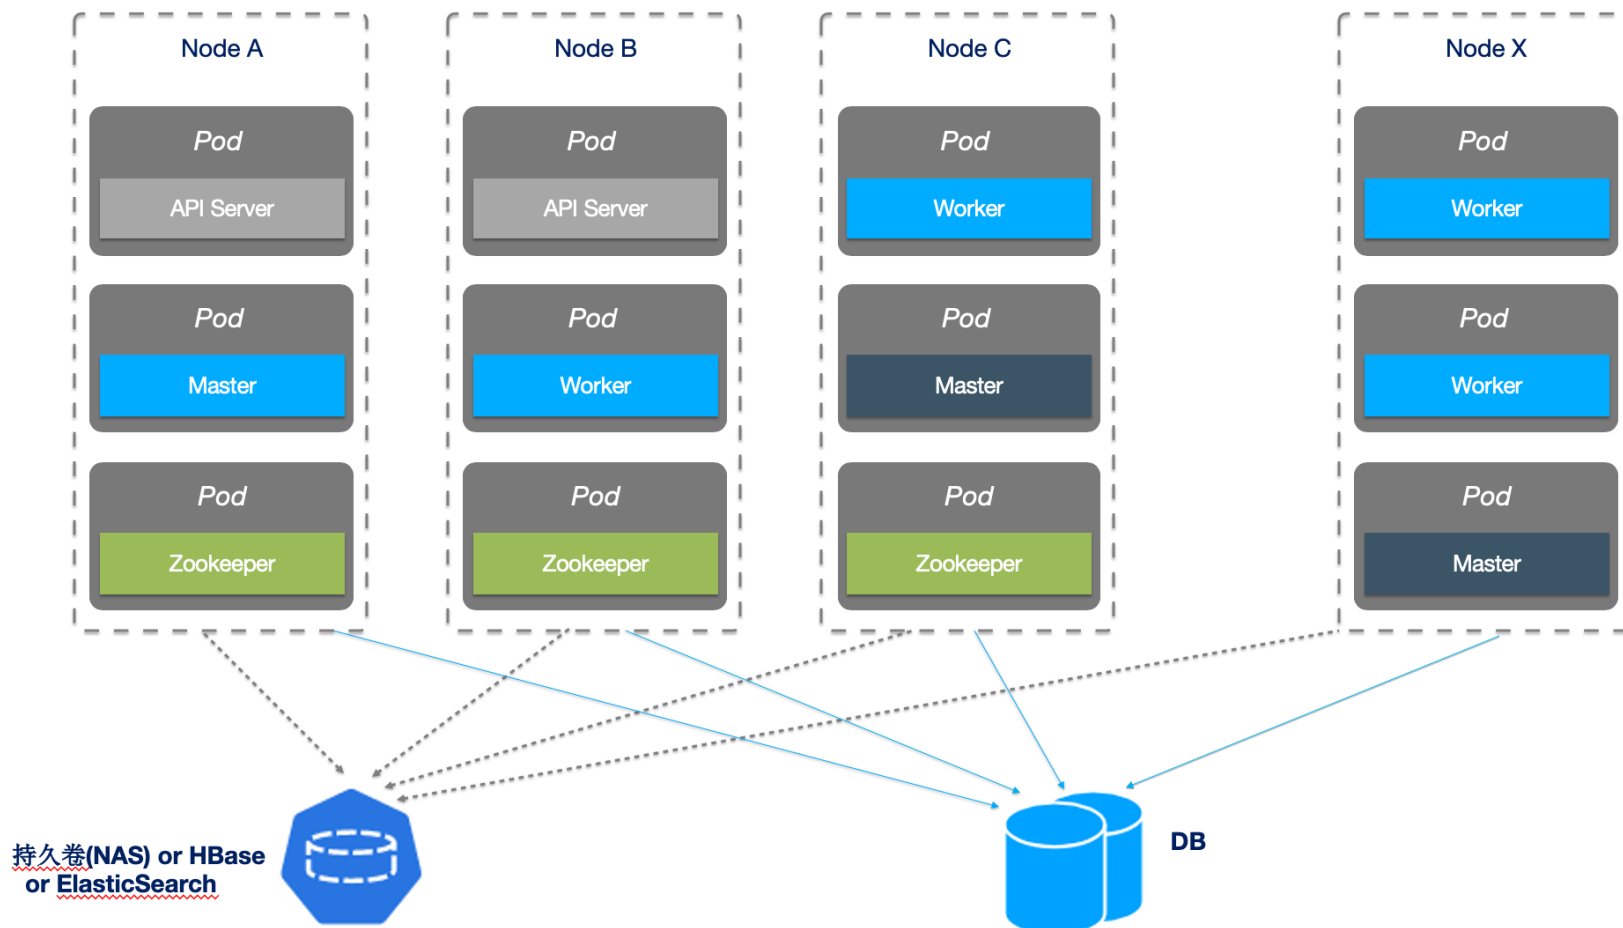 Node A
Node B
Node C
Node X
Pod
API Server
Pod
API Server
Pod
Worker
Pod
Worker
Pod
Master
Pod
Worker
Pod
Master
Pod
Worker
Pod
Zookeeper
Pod
Zookeeper
Pod
Zookeeper
Pod
Master
持久卷(NAS) or HBase
or ElasticSearch
DB